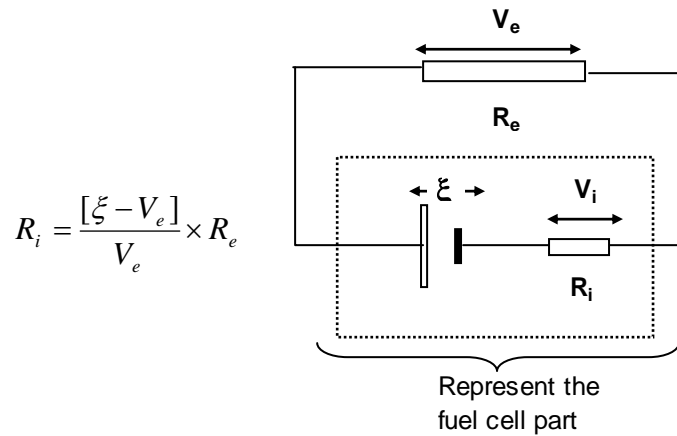 Vₑ
Rₑ
ξ
Vᵢ
Rᵢ = [ξ − Vₑ] / Vₑ × Rₑ
Rᵢ
Represent the
fuel cell part